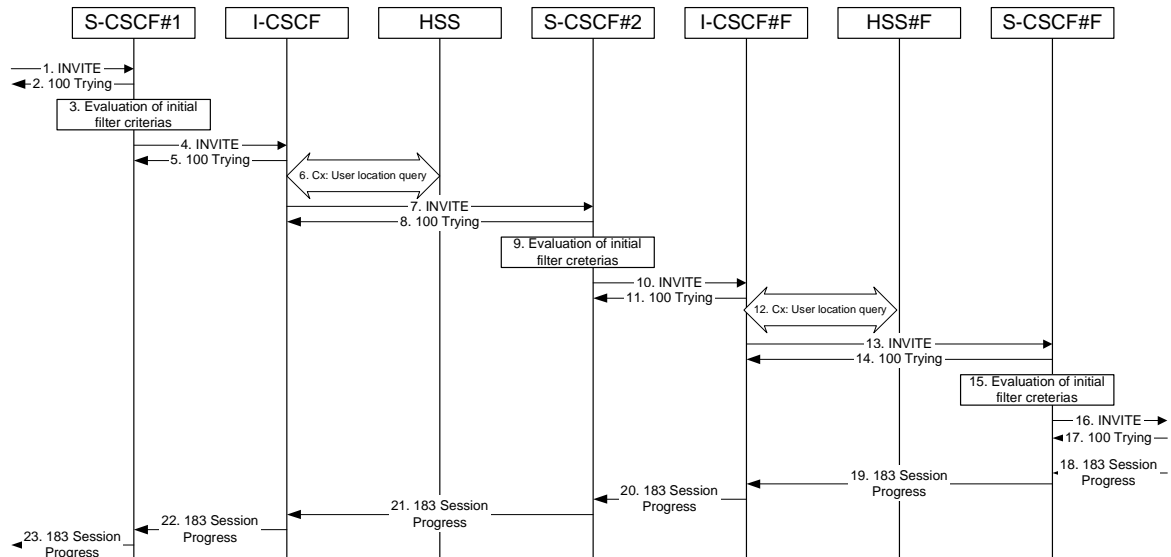 S-CSCF#1
I-CSCF
HSS
S-CSCF#2
I-CSCF#F
HSS#F
S-CSCF#F
1. INVITE
2. 100 Trying
3. Evaluation of initial
filter criterias
4. INVITE
5. 100 Trying
6. Cx: User location query
7. INVITE
8. 100 Trying
9. Evaluation of initial
filter creterias
10. INVITE
11. 100 Trying
12. Cx: User location query
13. INVITE
14. 100 Trying
15. Evaluation of initial
filter creterias
16. INVITE
17. 100 Trying
18. 183 Session
Progress
19. 183 Session
Progress
20. 183 Session
Progress
21. 183 Session
Progress
22. 183 Session
Progress
23. 183 Session
Progress